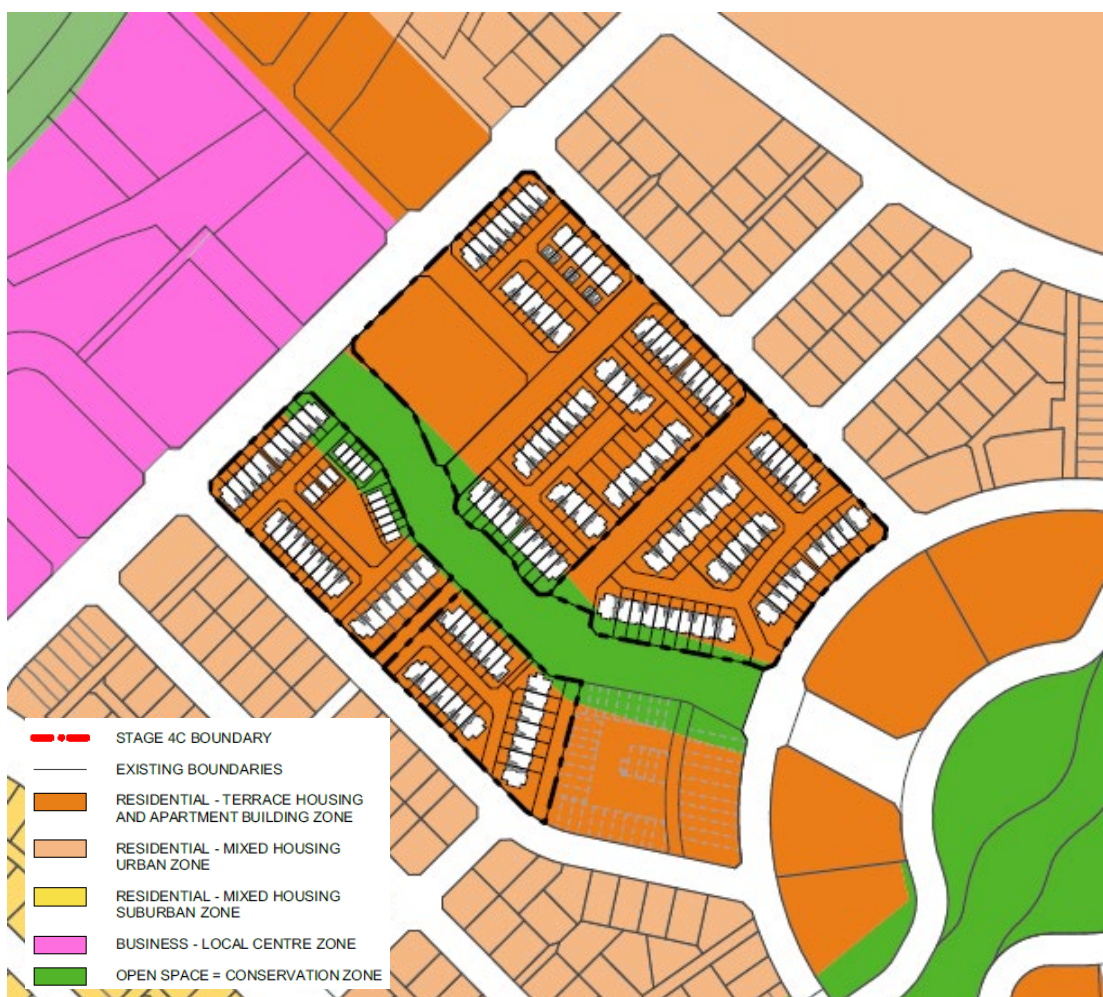 STAGE 4C BOUNDARY
EXISTING BOUNDARIES
RESIDENTIAL - TERRACE HOUSING
AND APARTMENT BUILDING ZONE
RESIDENTIAL - MIXED HOUSING
URBAN ZONE
RESIDENTIAL - MIXED HOUSING
SUBURBAN ZONE
BUSINESS - LOCAL CENTRE ZONE
OPEN SPACE = CONSERVATION ZONE